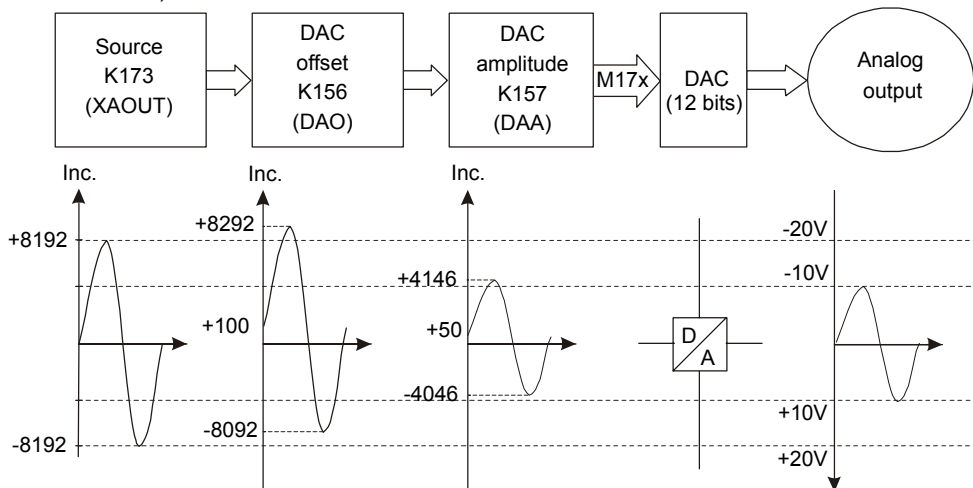 Source
K173
(XAOUT)
DAC
offset
K156
(DAO)
DAC
amplitude
K157
(DAA)
M17x
DAC
(12 bits)
Analog
output
Inc.
+8192
-8192
Inc.
+8292
+100
-8092
Inc.
+4146
+50
-4046
D
A
-20V
-10V
+10V
+20V